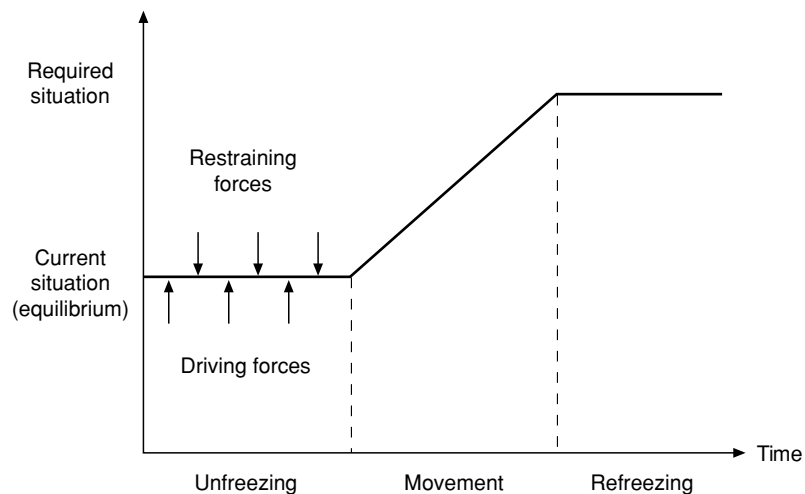 Required
situation
Restraining
forces
Current
situation
(equilibrium)
Driving forces
Time
Unfreezing
Movement
Refreezing